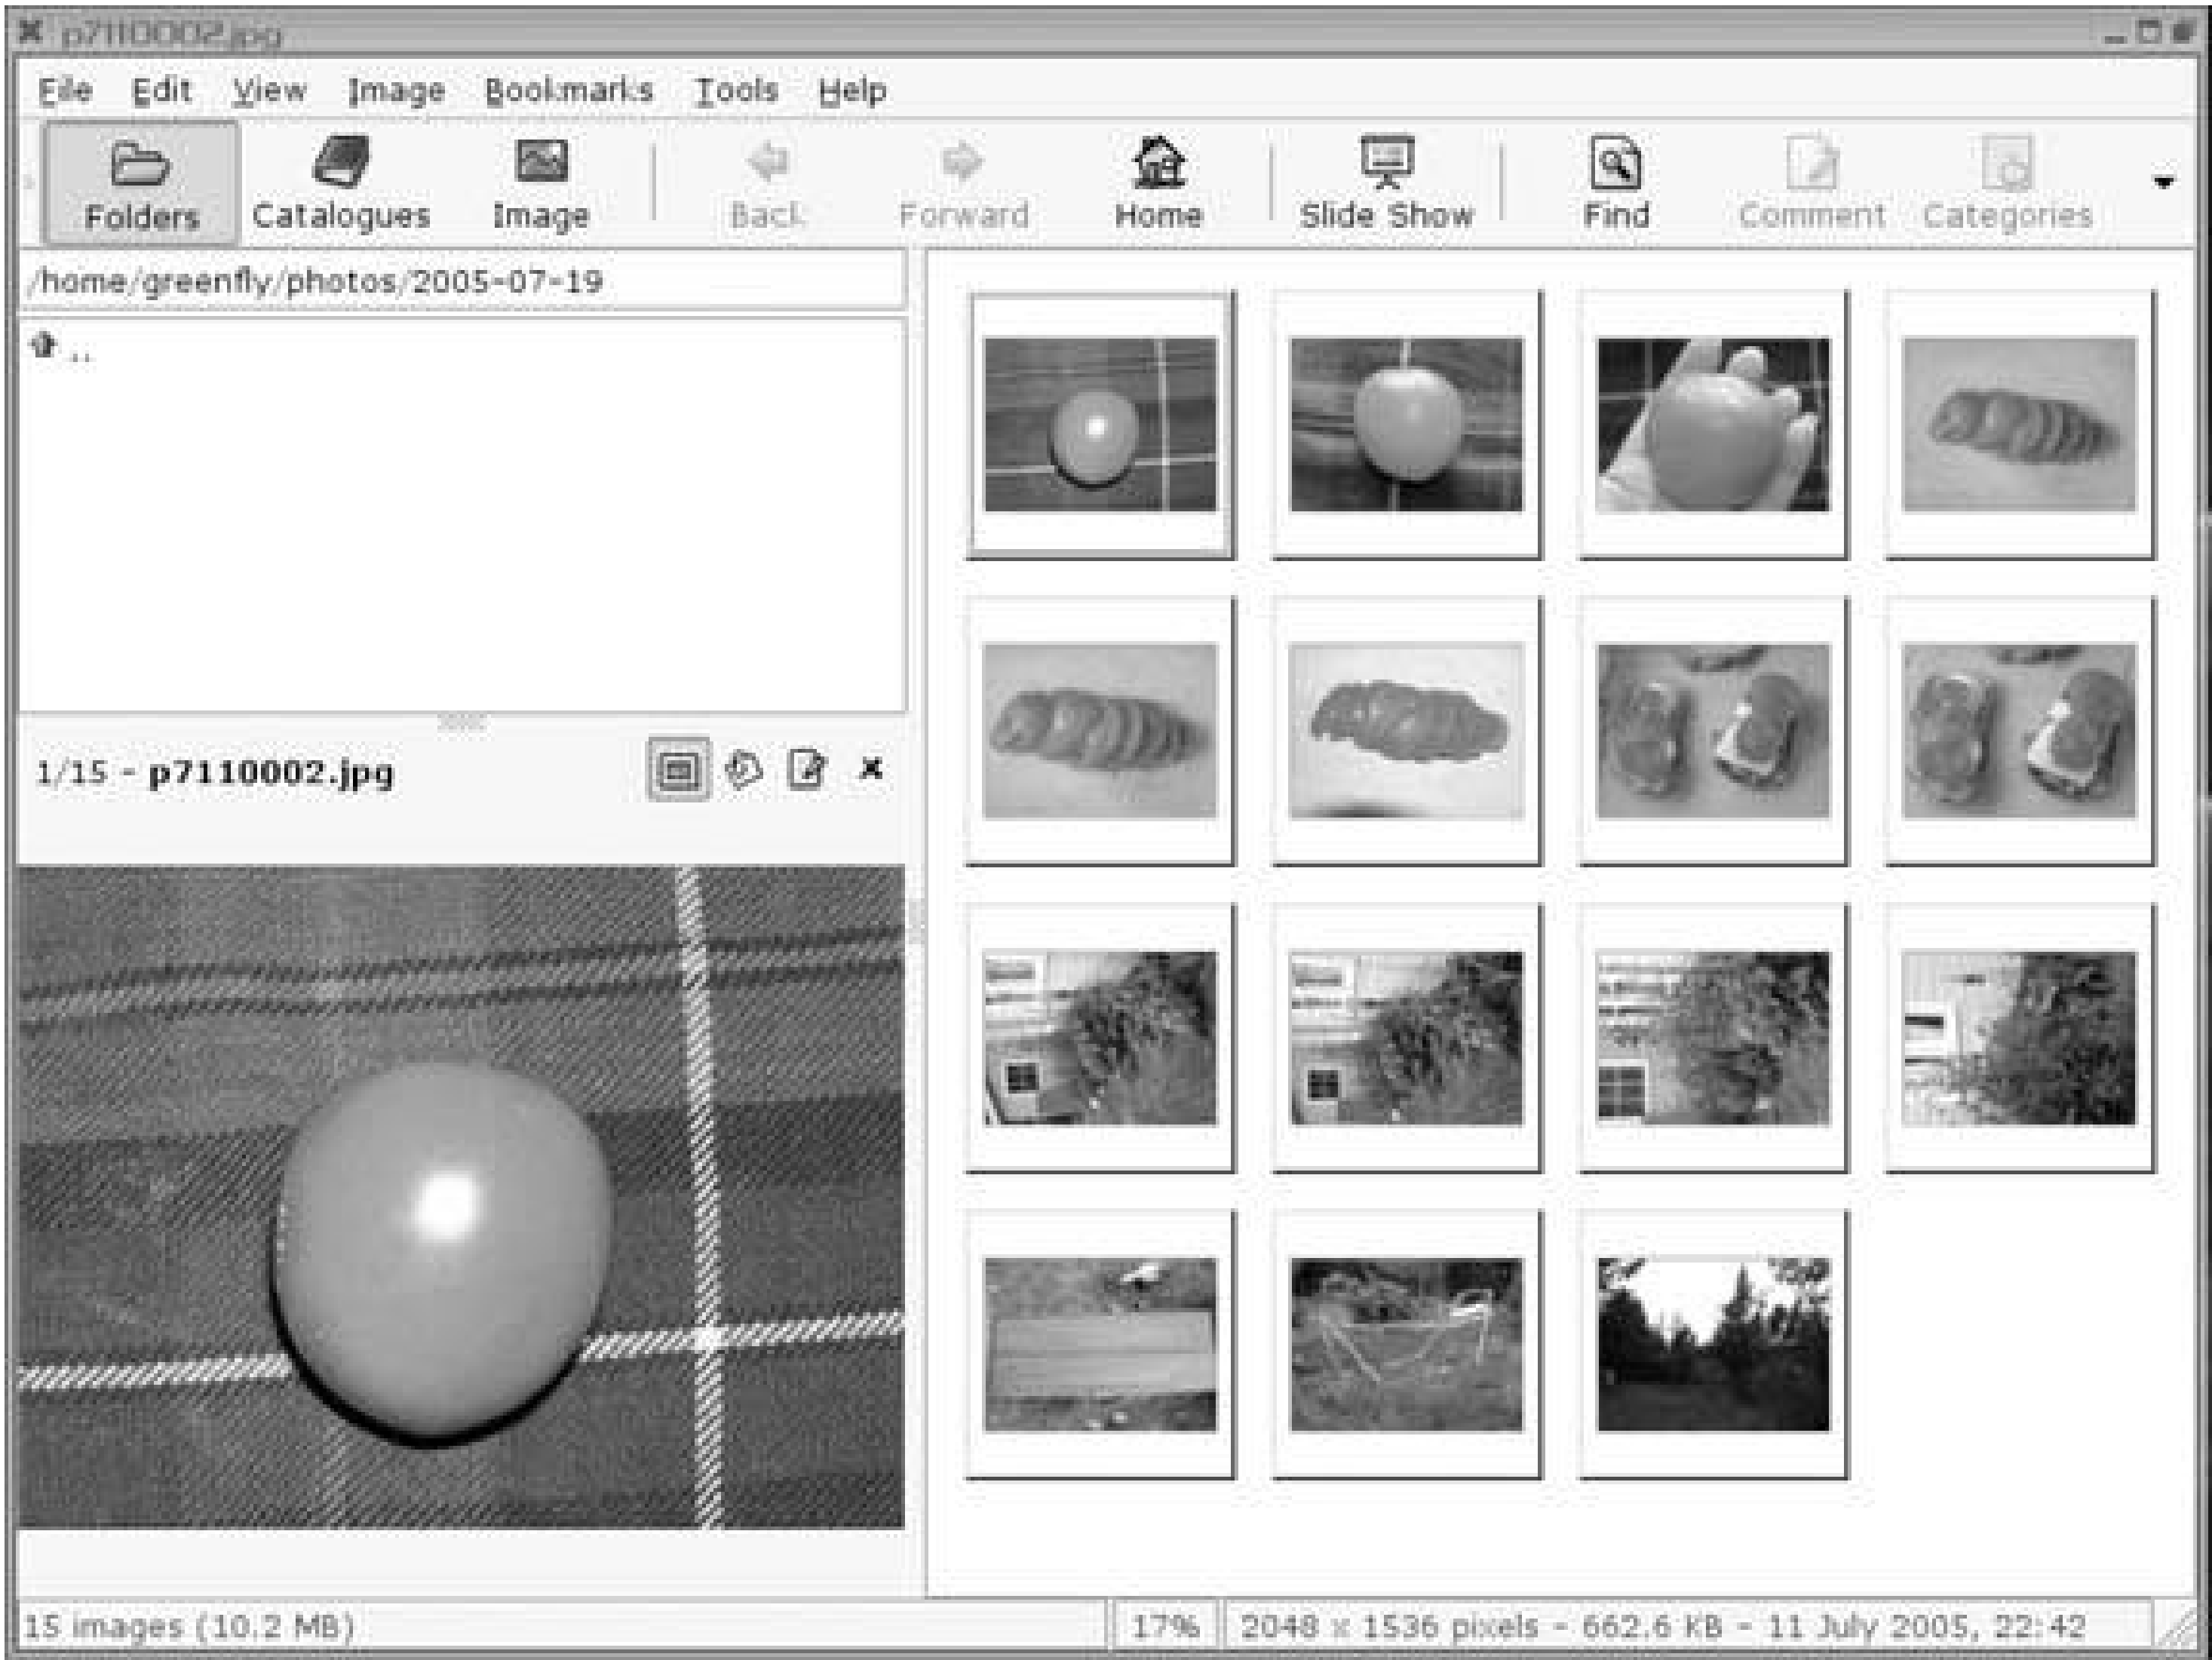 p7110002.jpg
File Edit View Image Bookmarks Tools Help
Folders Catalogues Image Back Forward Home Slide Show Find Comment Categories
/home/greenfly/photos/2005-07-19
..
1/15 - p7110002.jpg
15 images (10.2 MB) 17% 2048 x 1536 pixels - 662.6 KB - 11 July 2005, 22:42